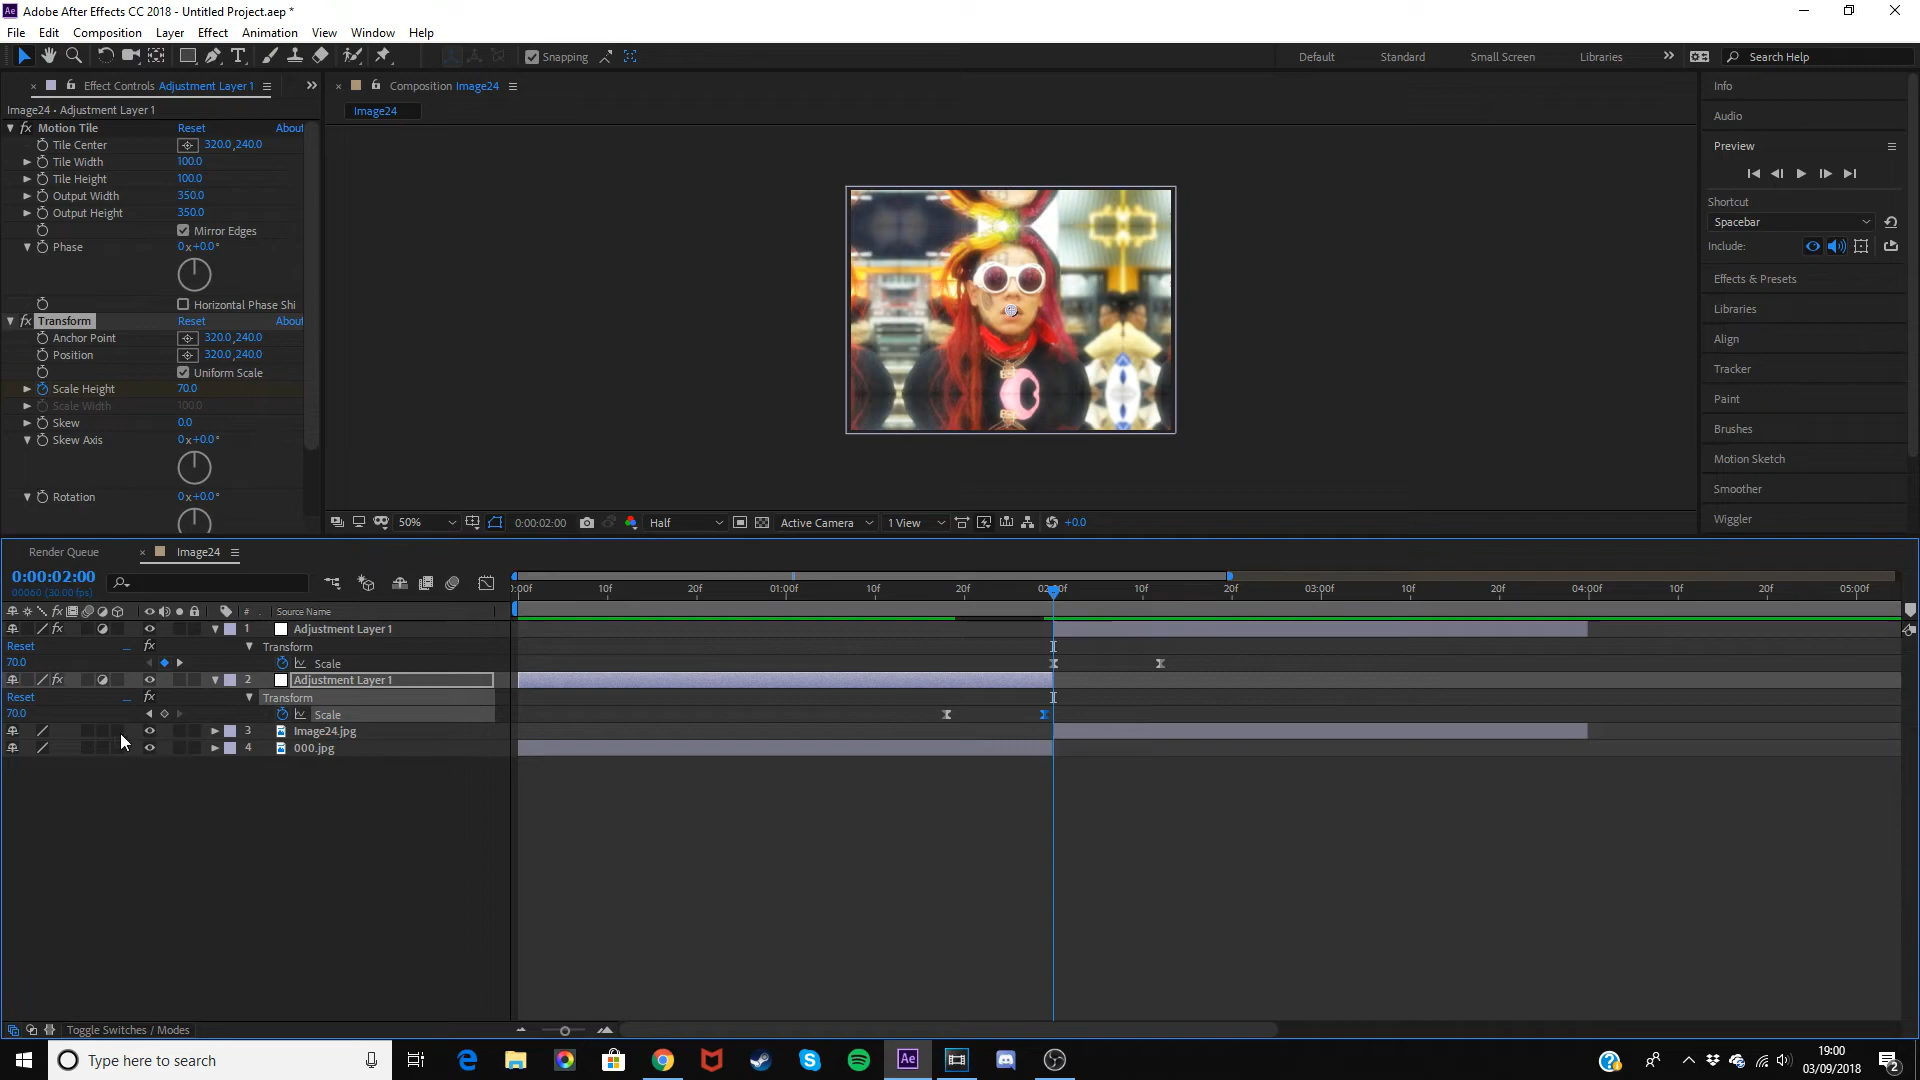 Ae Adobe After Effects CC 2018 - Untitled Project.aep *
File Edit Composition Layer Effect Animation View Window Help
Snapping Default Standard Small Screen Libraries Search Help
Effect Controls Adjustment Layer 1
Image24 • Adjustment Layer 1
fx Motion Tile Reset About
Tile Center 320.0,240.0
Tile Width 100.0
Tile Height 100.0
Output Width 350.0
Output Height 350.0
Mirror Edges
Phase 0x+0.0°
Horizontal Phase Shi
fx Transform Reset About
Anchor Point 320.0,240.0
Position 320.0,240.0
Uniform Scale
Scale Height 70.0
Scale Width 100.0
Skew 0.0
Skew Axis 0x+0.0°
Rotation 0x+0.0°
Composition Image24
Image24
50% 0:00:02:00 Half Active Camera 1 View +0.0
Info
Audio
Preview
Shortcut
Spacebar
Include:
Effects & Presets
Libraries
Align
Tracker
Paint
Brushes
Motion Sketch
Smoother
Wiggler
Render Queue Image24
0:00:02:00
00060 (30.00 fps)
:00f 10f 20f 01:00f 10f 20f 02:00f 10f 20f 03:00f 10f 20f 04:00f 10f 20f 05:00f
# Source Name
fx 1 Adjustment Layer 1
Reset ... fx Transform
70.0 Scale
fx 2 Adjustment Layer 1
Reset ... fx Transform
70.0 Scale
3 Image24.jpg
4 000.jpg
Toggle Switches / Modes
Type here to search Ae 19:00
03/09/2018
2